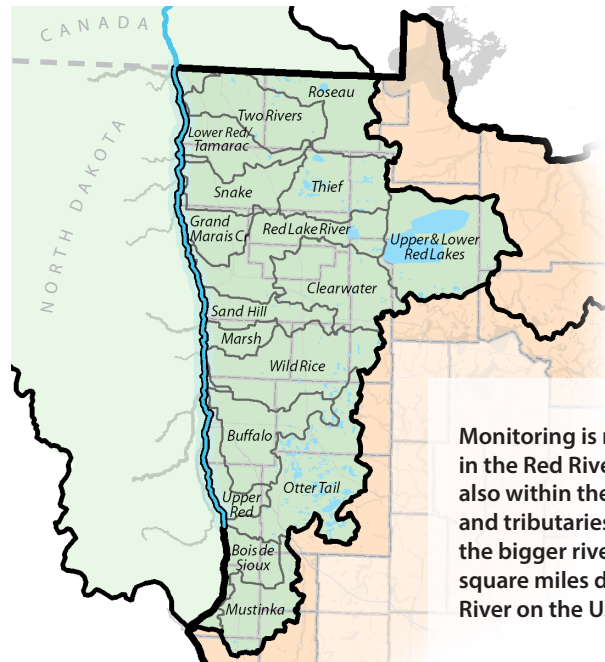 CANADA
NORTH DAKOTA
Roseau
Two Rivers
Lower Red/
Tamarac
Snake
Thief
Grand
Marais Cr
Red Lake River
Upper & Lower
Red Lakes
Clearwater
Sand Hill
Marsh
Wild Rice
Buffalo
Otter Tail
Upper
Red
Bois de
Sioux
Mustinka
Monitoring is
in the Red Rive
also within the
and tributaries
the bigger rive
square miles d
River on the U